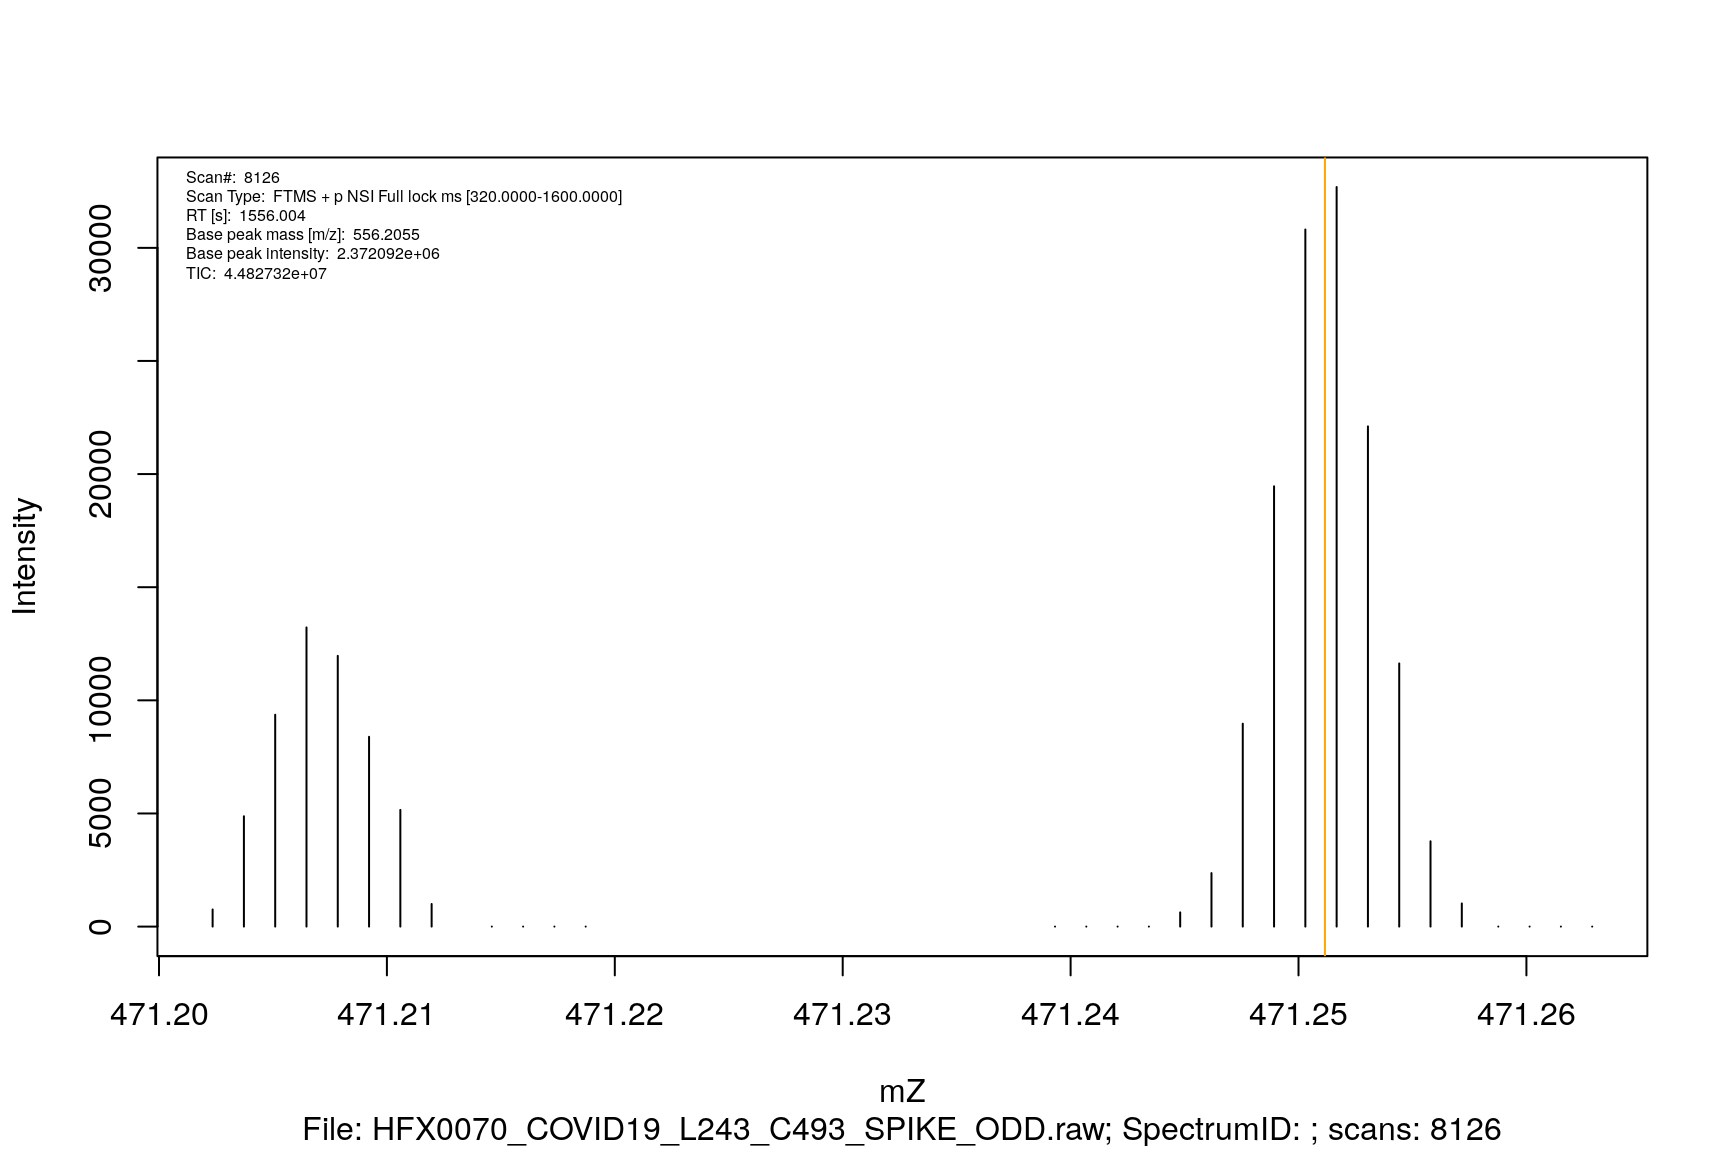 Scan#: 8126
Scan Type: FTMS + p NSI Full lock ms [320.0000-1600.0000]
RT [s]: 1556.004
Base peak mass [m/z]: 556.2055
Base peak intensity: 2.372092e+06
TIC: 4.482732e+07
30000
20000
10000
5000
0
Intensity
471.20 471.21 471.22 471.23 471.24 471.25 471.26
mZ
File: HFX0070_COVID19_L243_C493_SPIKE_ODD.raw; SpectrumID: ; scans: 8126